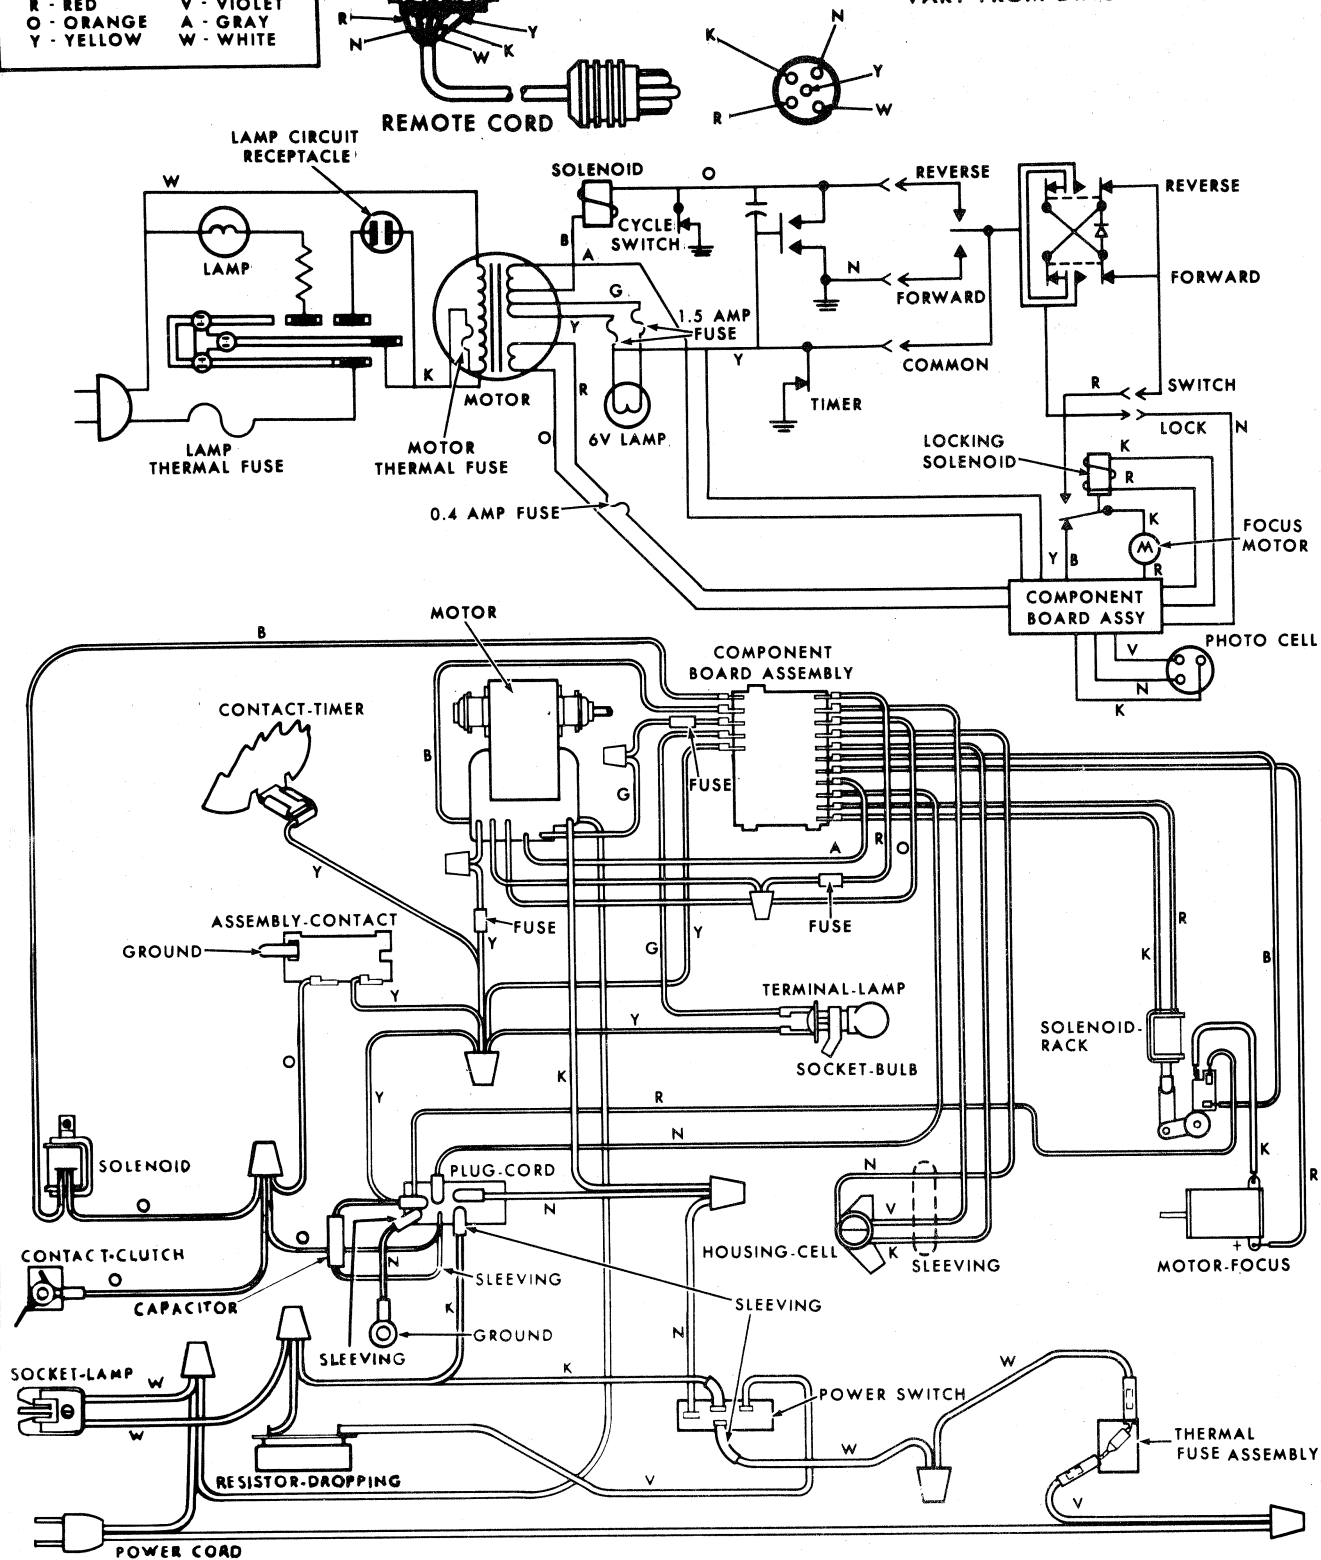 R - RED V - VIOLET
O - ORANGE A - GRAY
Y - YELLOW W - WHITE
R
N
W
K
Y
REMOTE CORD
K
N
Y
W
R
LAMP CIRCUIT
RECEPTACLE
W
LAMP
LAMP
THERMAL FUSE
K
MOTOR
MOTOR
THERMAL FUSE
SOLENOID
O
B
A
CYCLE
SWITCH
G
Y
1.5 AMP
FUSE
Y
R
O
6V LAMP
0.4 AMP FUSE
TIMER
REVERSE
N
FORWARD
COMMON
REVERSE
FORWARD
R
SWITCH
LOCK
N
LOCKING
SOLENOID
K
R
K
FOCUS
MOTOR
M
Y
B
R
COMPONENT
BOARD ASSY
PHOTO CELL
V
N
K
B
MOTOR
COMPONENT
BOARD ASSEMBLY
CONTACT-TIMER
B
FUSE
G
Y
A
R
O
ASSEMBLY-CONTACT
GROUND
FUSE
Y
FUSE
G
Y
Y
TERMINAL-LAMP
Y
SOCKET-BULB
K
R
B
SOLENOID-
RACK
O
K
Y
R
N
SOLENOID
O
PLUG-CORD
N
N
V
K
HOUSING-CELL
SLEEVING
K
R
+
MOTOR-FOCUS
CONTACT-CLUTCH
O
O
CAPACITOR
N
SLEEVING
K
SLEEVING
GROUND
SLEEVING
N
SOCKET-LAMP
W
W
K
POWER SWITCH
W
W
THERMAL
FUSE ASSEMBLY
RESISTOR-DROPPING
V
V
POWER CORD